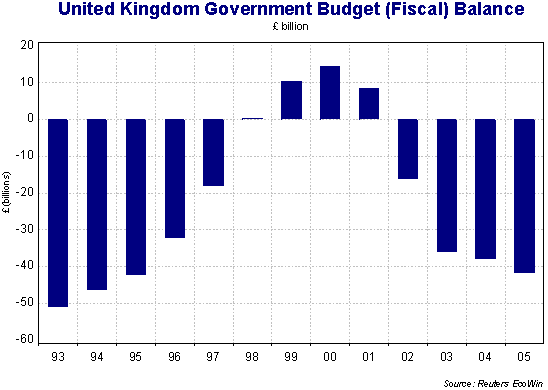 United Kingdom Government Budget (Fiscal) Balance
£ billion
20
10
0
-10
-20
-30
-40
-50
-60
£(billions)
93 94 95 96 97 98 99 00 01 02 03 04 05
Source: Reuters EcoWin